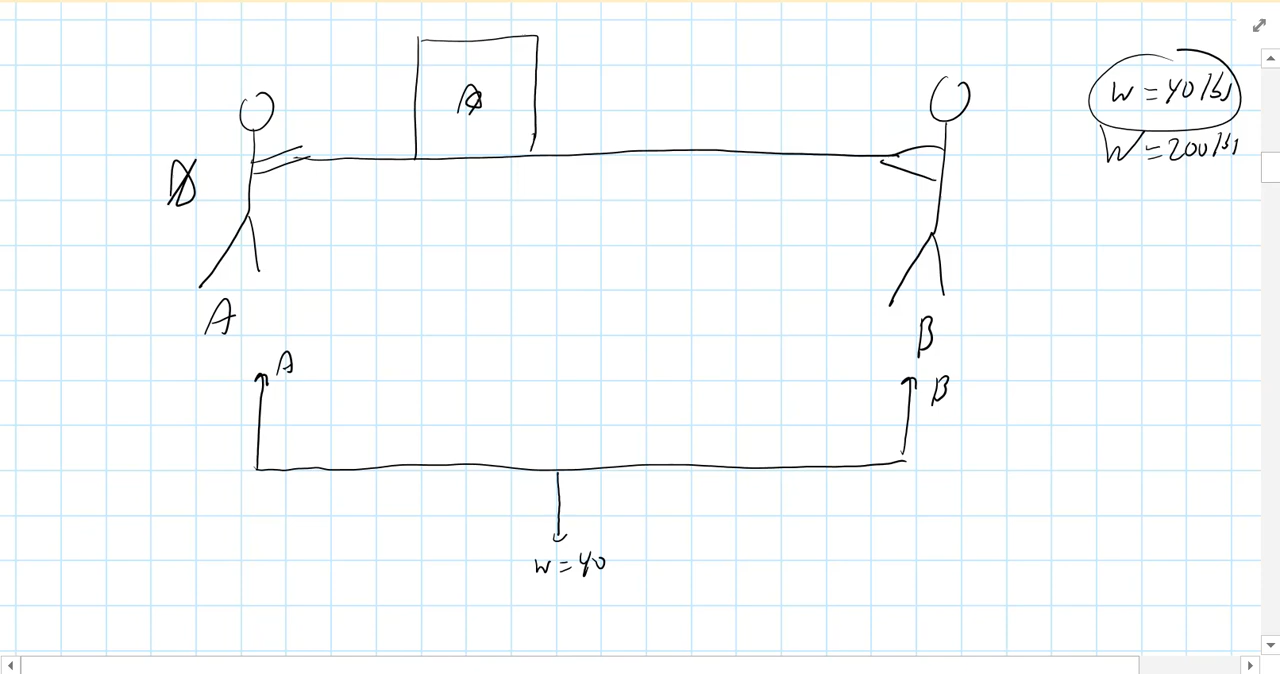 w = 40 lbs
W = 200 lbs
A
B
A
B
w = 40